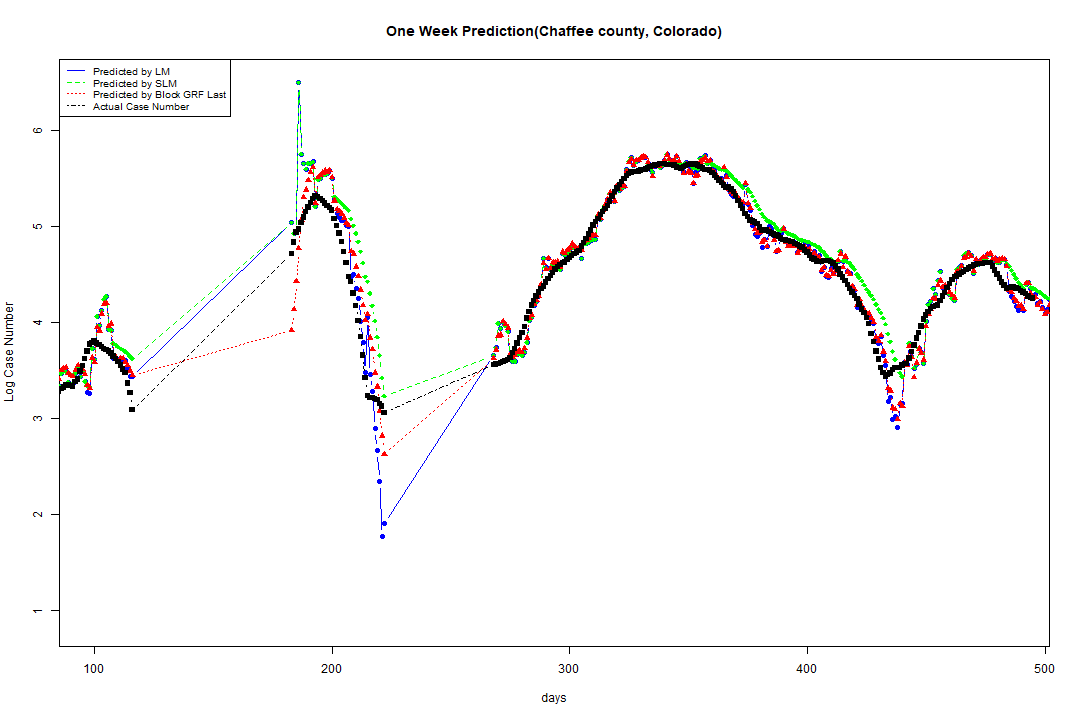 One Week Prediction(Chaffee county, Colorado)
Predicted by LM
Predicted by SLM
Predicted by Block GRF Last
Actual Case Number
6
5
4
3
2
1
Log Case Number
100 200 300 400 500
days